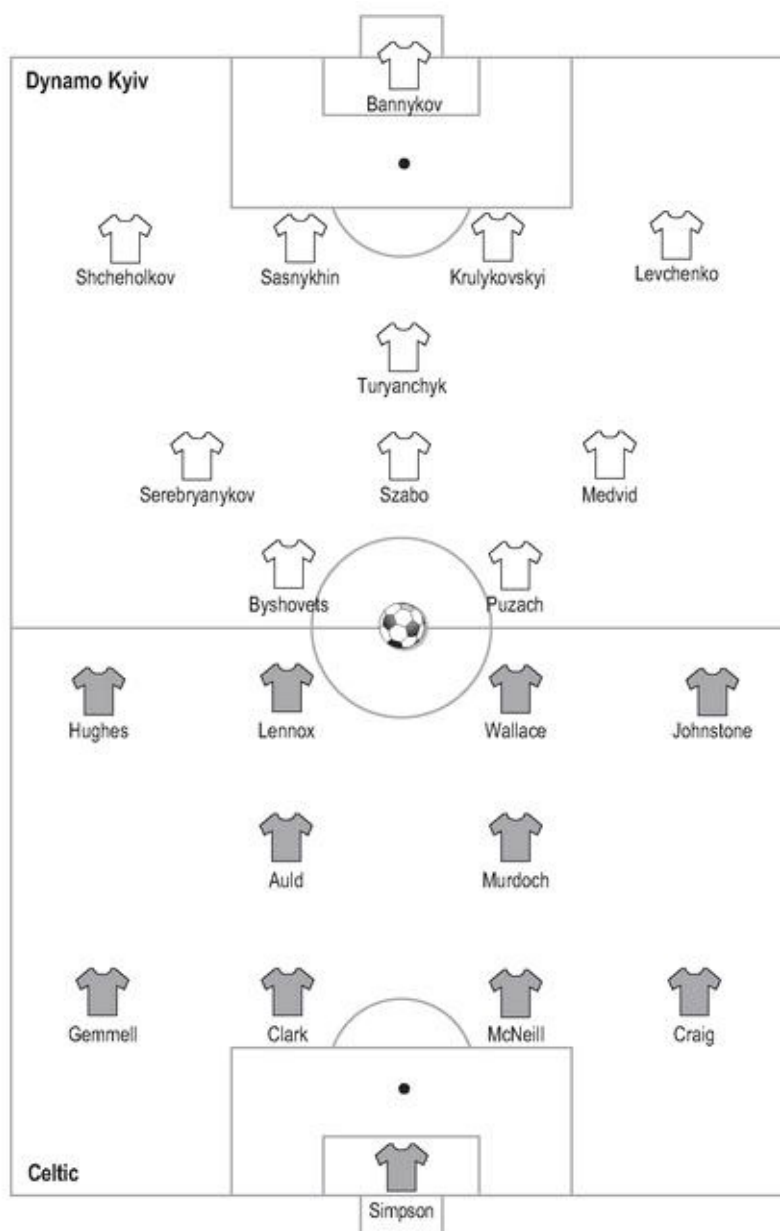 Bannykov
Dynamo Kyiv
Shcheholkov Sasnykhin Krulykovskyi Levchenko
Turyanchyk
Serebryanykov Szabo Medvid
Byshovets Puzach
Hughes Lennox Wallace Johnstone
Auld Murdoch
Gemmell Clark McNeill Craig
Celtic
Simpson